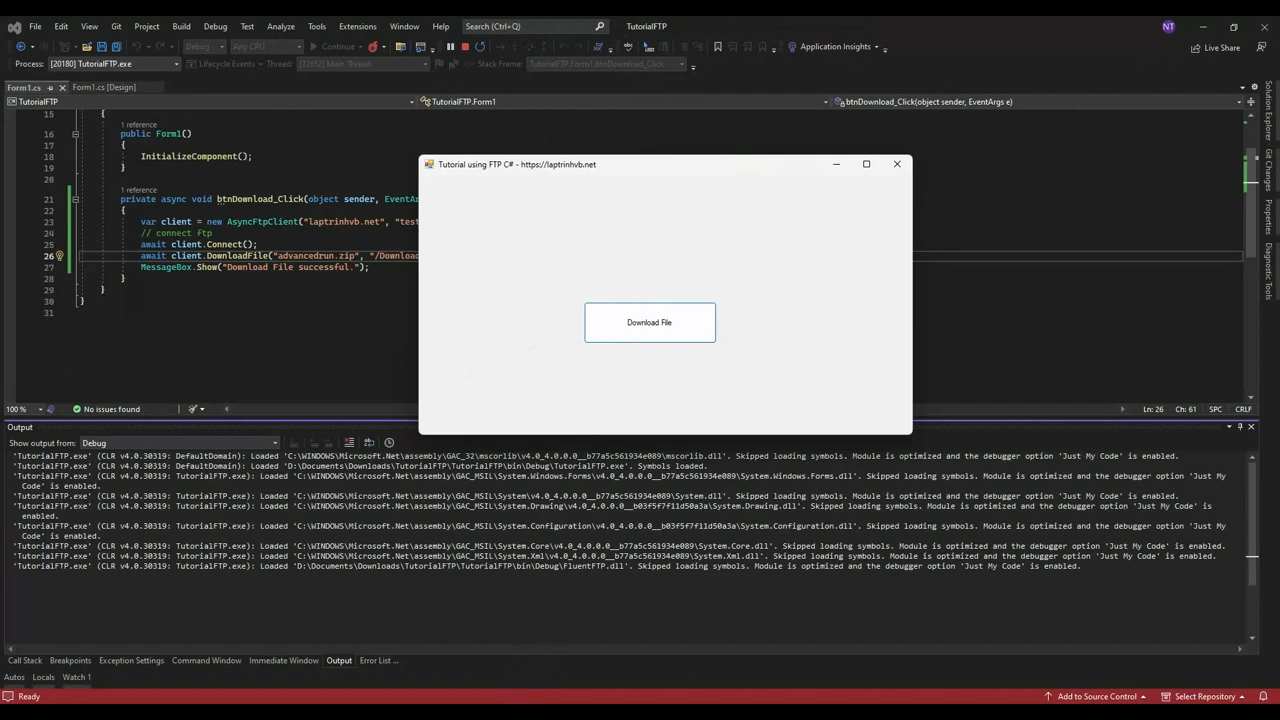 File Edit View Git Project Build Debug Test Analyze Tools Extensions Window Help Search (Ctrl+Q) TutorialFTP NT
Debug Any CPU Continue Application Insights Live Share
Process: [20180] TutorialFTP.exe Lifecycle Events Thread: [22652] Main Thread Stack Frame: TutorialFTP.Form1.btnDownload_Click
Form1.cs Form1.cs [Design]
TutorialFTP TutorialFTP.Form1 btnDownload_Click(object sender, EventArgs e)
15 {
1 reference
16 public Form1()
17 {
18 InitializeComponent();
19 }
20
1 reference
21 private async void btnDownload_Click(object sender, EventAr
22 {
23 var client = new AsyncFtpClient("laptrinhvb.net", "test
24 // connect ftp
25 await client.Connect();
26 await client.DownloadFile("advancedrun.zip", "/Download
27 MessageBox.Show("Download File successful.");
28 }
29 }
30 }
31
Tutorial using FTP C# - https://laptrinhvb.net
Download File
Solution Explorer
Git Changes
Properties
Diagnostic Tools
100 % No issues found Ln: 26 Ch: 61 SPC CRLF
Output
Show output from: Debug
'TutorialFTP.exe' (CLR v4.0.30319: DefaultDomain): Loaded 'C:\WINDOWS\Microsoft.Net\assembly\GAC_32\mscorlib\v4.0_4.0.0.0__b77a5c561934e089\mscorlib.dll'. Skipped loading symbols. Module is optimized and the debugger option 'Just My Code' is enabled.
'TutorialFTP.exe' (CLR v4.0.30319: DefaultDomain): Loaded 'D:\Documents\Downloads\TutorialFTP\TutorialFTP\bin\Debug\TutorialFTP.exe'. Symbols loaded.
'TutorialFTP.exe' (CLR v4.0.30319: TutorialFTP.exe): Loaded 'C:\WINDOWS\Microsoft.Net\assembly\GAC_MSIL\System.Windows.Forms\v4.0_4.0.0.0__b77a5c561934e089\System.Windows.Forms.dll'. Skipped loading symbols. Module is optimized and the debugger option 'Just My
Code' is enabled.
'TutorialFTP.exe' (CLR v4.0.30319: TutorialFTP.exe): Loaded 'C:\WINDOWS\Microsoft.Net\assembly\GAC_MSIL\System\v4.0_4.0.0.0__b77a5c561934e089\System.dll'. Skipped loading symbols. Module is optimized and the debugger option 'Just My Code' is enabled.
'TutorialFTP.exe' (CLR v4.0.30319: TutorialFTP.exe): Loaded 'C:\WINDOWS\Microsoft.Net\assembly\GAC_MSIL\System.Drawing\v4.0_4.0.0.0__b03f5f7f11d50a3a\System.Drawing.dll'. Skipped loading symbols. Module is optimized and the debugger option 'Just My Code' is
enabled.
'TutorialFTP.exe' (CLR v4.0.30319: TutorialFTP.exe): Loaded 'C:\WINDOWS\Microsoft.Net\assembly\GAC_MSIL\System.Configuration\v4.0_4.0.0.0__b03f5f7f11d50a3a\System.Configuration.dll'. Skipped loading symbols. Module is optimized and the debugger option 'Just My
Code' is enabled.
'TutorialFTP.exe' (CLR v4.0.30319: TutorialFTP.exe): Loaded 'C:\WINDOWS\Microsoft.Net\assembly\GAC_MSIL\System.Core\v4.0_4.0.0.0__b77a5c561934e089\System.Core.dll'. Skipped loading symbols. Module is optimized and the debugger option 'Just My Code' is enabled.
'TutorialFTP.exe' (CLR v4.0.30319: TutorialFTP.exe): Loaded 'C:\WINDOWS\Microsoft.Net\assembly\GAC_MSIL\System.Xml\v4.0_4.0.0.0__b77a5c561934e089\System.Xml.dll'. Skipped loading symbols. Module is optimized and the debugger option 'Just My Code' is enabled.
'TutorialFTP.exe' (CLR v4.0.30319: TutorialFTP.exe): Loaded 'D:\Documents\Downloads\TutorialFTP\TutorialFTP\bin\Debug\FluentFTP.dll'. Skipped loading symbols. Module is optimized and the debugger option 'Just My Code' is enabled.
Call Stack Breakpoints Exception Settings Command Window Immediate Window Output Error List ...
Autos Locals Watch 1
Ready Add to Source Control Select Repository